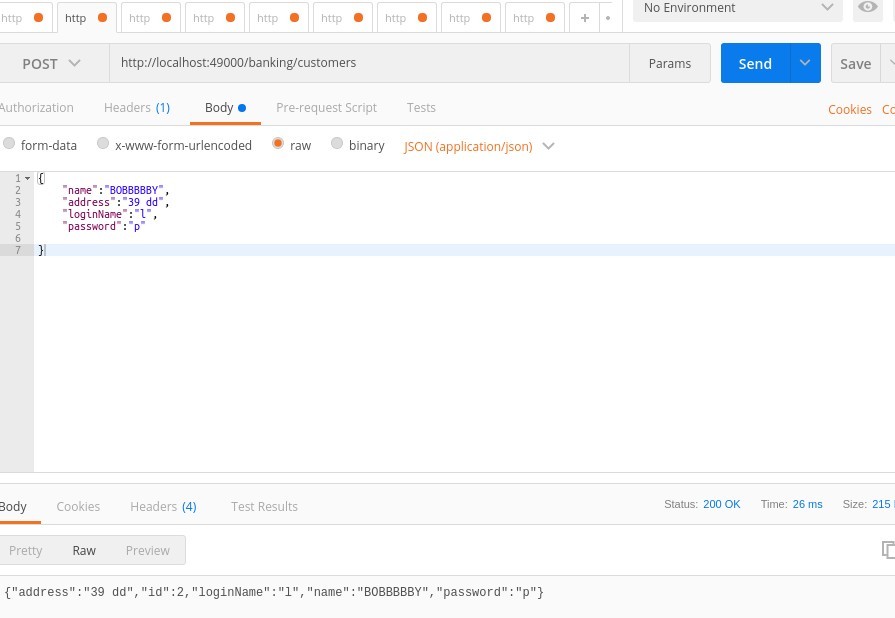 http http http http http http http http http + No Environment
POST http://localhost:49000/banking/customers Params Send Save
Authorization Headers (1) Body Pre-request Script Tests Cookies
form-data x-www-form-urlencoded raw binary JSON (application/json)
1 {
2 "name":"BOBBBBBY",
3 "address":"39 dd",
4 "loginName":"l",
5 "password":"p"
6
7 }
Body Cookies Headers (4) Test Results Status: 200 OK Time: 26 ms Size: 215
Pretty Raw Preview
{"address":"39 dd","id":2,"loginName":"l","name":"BOBBBBBY","password":"p"}